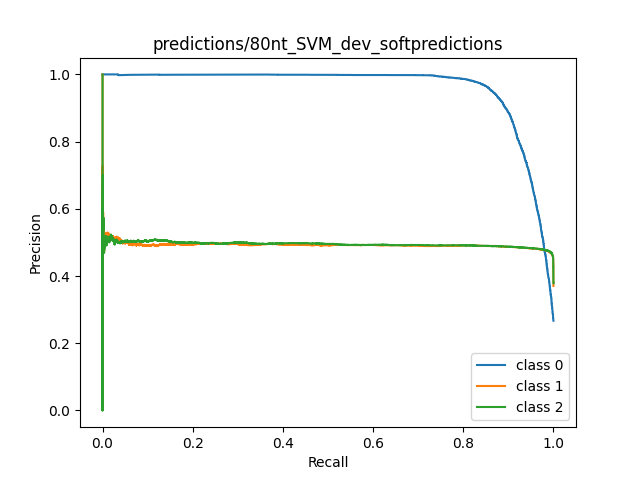 predictions/80nt_SVM_dev_softpredictions
1.0
0.8
0.6
0.4
0.2
0.0
Precision
0.0 0.2 0.4 0.6 0.8 1.0
Recall
class 0
class 1
class 2